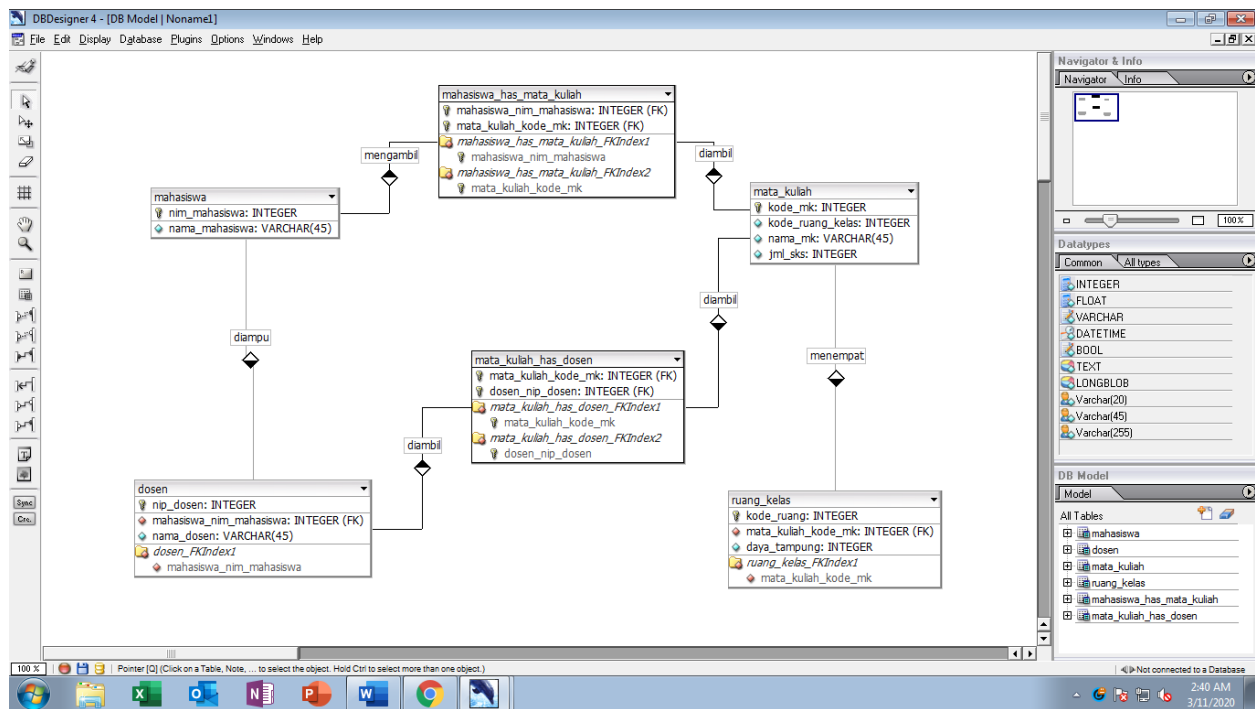 DBDesigner 4 - [DB Model | Noname1]
File Edit Display Database Plugins Options Windows Help
mahasiswa_has_mata_kuliah
mahasiswa_nim_mahasiswa: INTEGER (FK)
mata_kuliah_kode_mk: INTEGER (FK)
mahasiswa_has_mata_kuliah_FKIndex1
mahasiswa_nim_mahasiswa
mahasiswa_has_mata_kuliah_FKIndex2
mata_kuliah_kode_mk
mengambil
diambil
mahasiswa
nim_mahasiswa: INTEGER
nama_mahasiswa: VARCHAR(45)
mata_kuliah
kode_mk: INTEGER
kode_ruang_kelas: INTEGER
nama_mk: VARCHAR(45)
jml_sks: INTEGER
diampu
diambil
menempat
mata_kuliah_has_dosen
mata_kuliah_kode_mk: INTEGER (FK)
dosen_nip_dosen: INTEGER (FK)
mata_kuliah_has_dosen_FKIndex1
mata_kuliah_kode_mk
mata_kuliah_has_dosen_FKIndex2
dosen_nip_dosen
diambil
dosen
nip_dosen: INTEGER
mahasiswa_nim_mahasiswa: INTEGER (FK)
nama_dosen: VARCHAR(45)
dosen_FKIndex1
mahasiswa_nim_mahasiswa
ruang_kelas
kode_ruang: INTEGER
mata_kuliah_kode_mk: INTEGER (FK)
daya_tampung: INTEGER
ruang_kelas_FKIndex1
mata_kuliah_kode_mk
Sync
Cre.
Navigator & Info
Navigator Info
100 %
Datatypes
Common All types
INTEGER
FLOAT
VARCHAR
DATETIME
BOOL
TEXT
LONGBLOB
Varchar(20)
Varchar(45)
Varchar(255)
DB Model
Model
All Tables
mahasiswa
dosen
mata_kuliah
ruang_kelas
mahasiswa_has_mata_kuliah
mata_kuliah_has_dosen
100 % Pointer [Q] (Click on a Table, Note, ... to select the object. Hold Ctrl to select more than one object.) Not connected to a Database
2:40 AM
3/11/2020